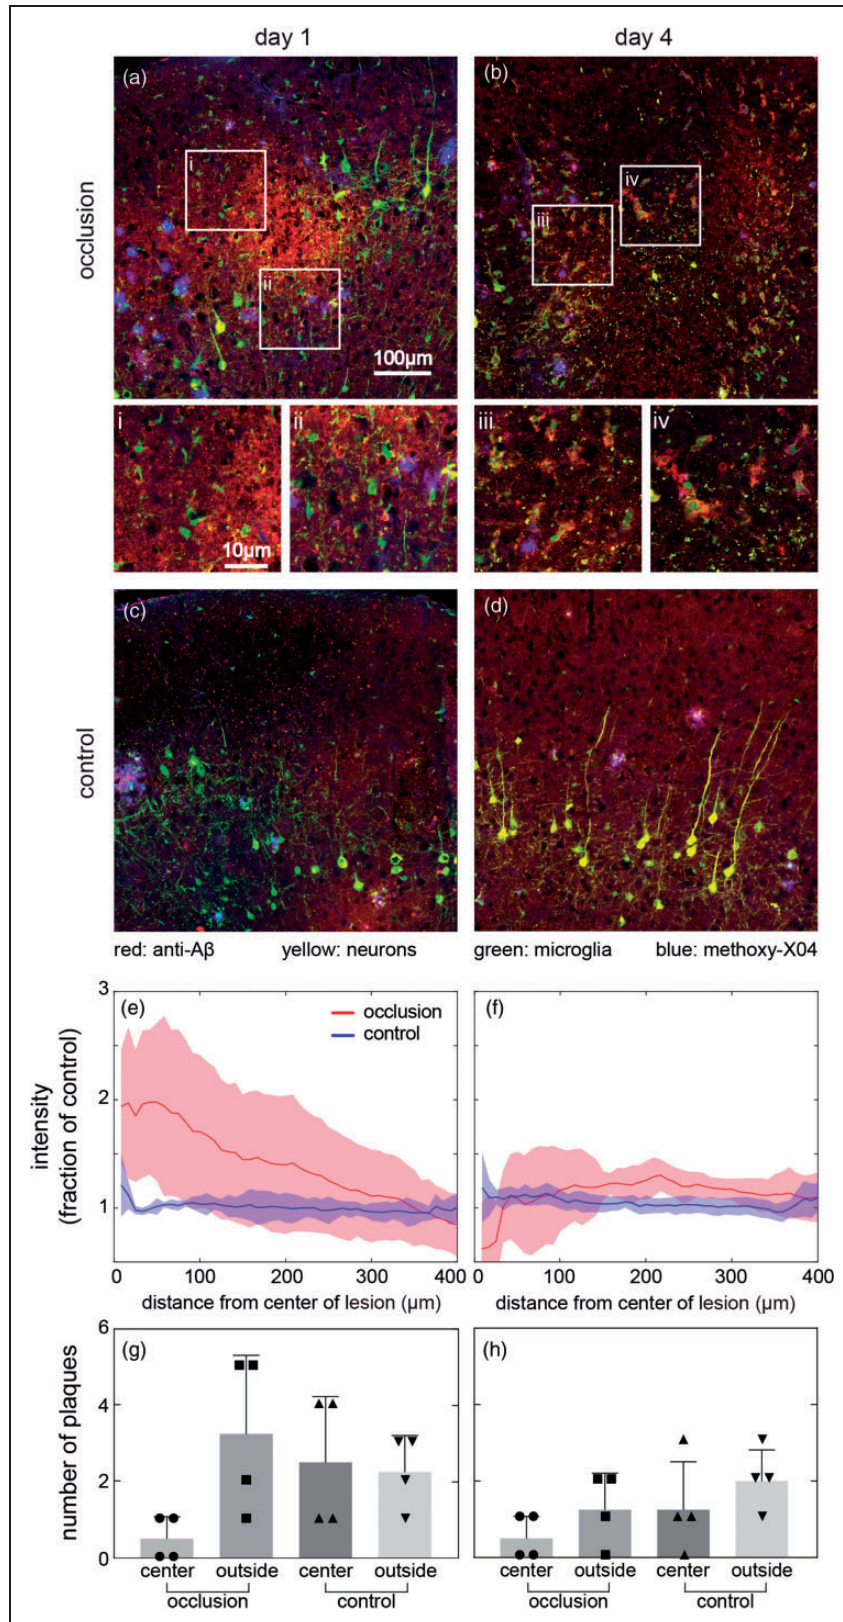 day 1
day 4
occlusion
(a)
i
ii
100µm
(b)
iii
iv
i
10µm
ii
iii
iv
control
(c)
(d)
red: anti-Aβ yellow: neurons green: microglia blue: methoxy-X04
intensity
(fraction of control)
3
2
1
(e)
occlusion
control
0 100 200 300 400
distance from center of lesion (µm)
(f)
0 100 200 300 400
distance from center of lesion (µm)
number of plaques
6
4
2
0
(g)
center outside center outside
occlusion control
(h)
center outside center outside
occlusion control